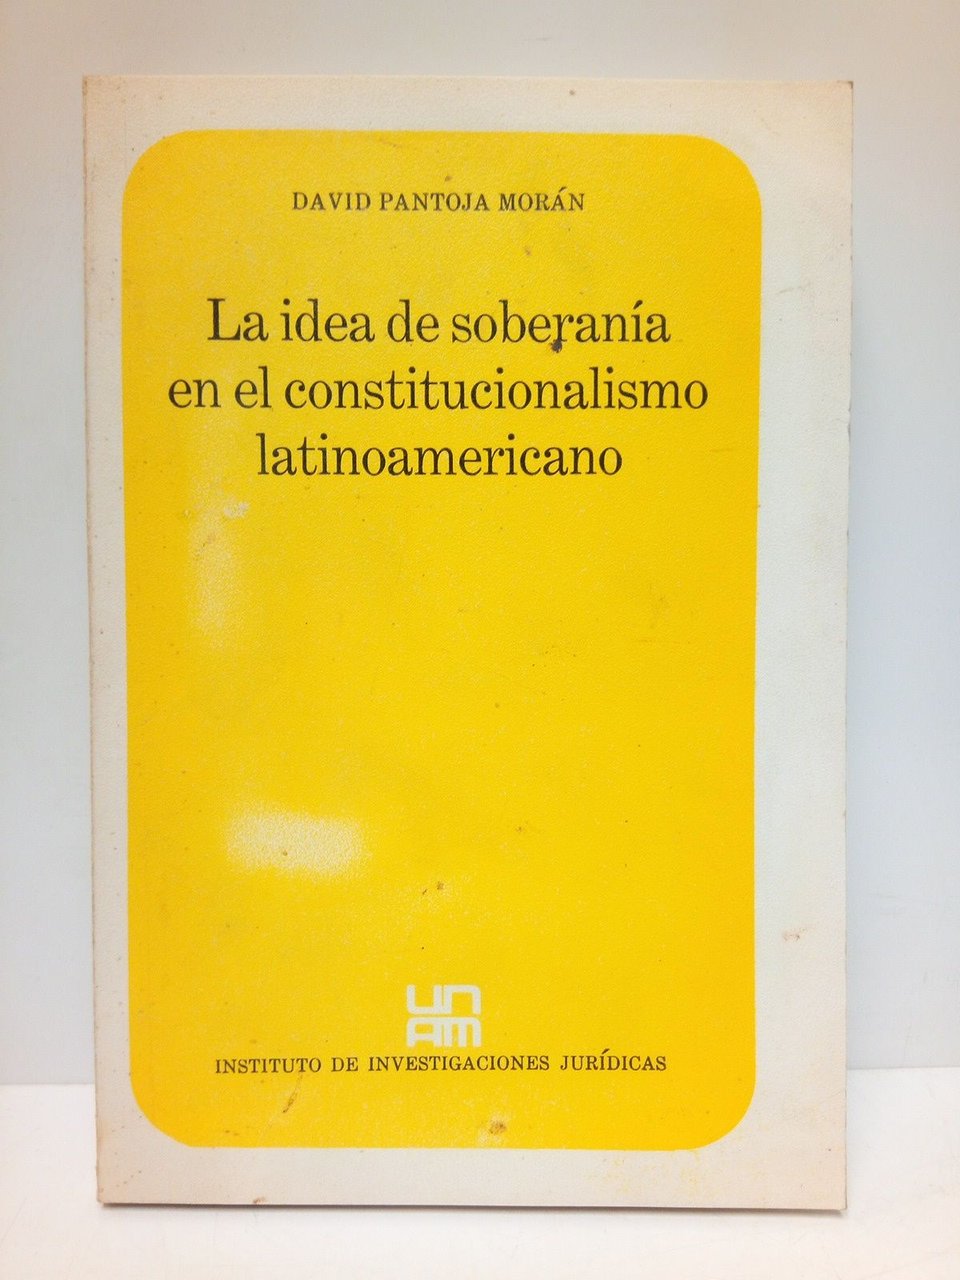 DAVID PANTOJA MORÁN
La idea de soberanía
en el constitucionalismo
latinoamericano
UN
AM
INSTITUTO DE INVESTIGACIONES JURÍDICAS